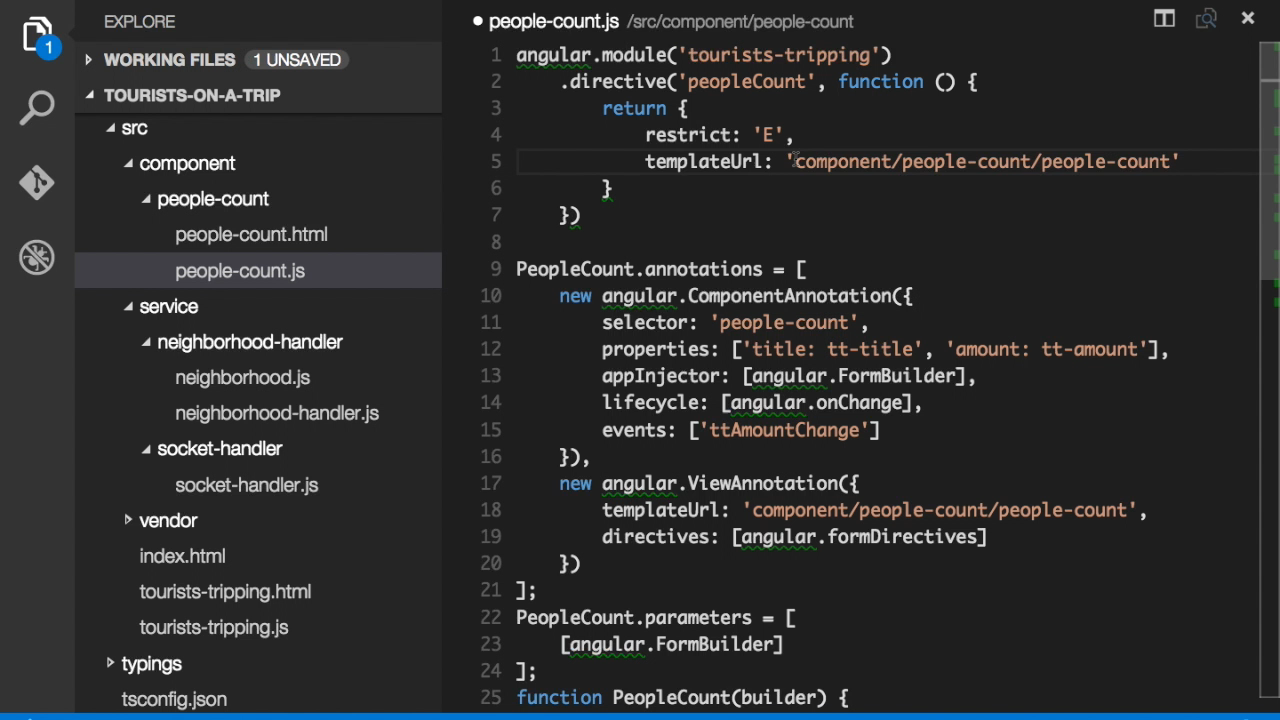 1
EXPLORE
WORKING FILES 1 UNSAVED
TOURISTS-ON-A-TRIP
src
component
people-count
people-count.html
people-count.js
service
neighborhood-handler
neighborhood.js
neighborhood-handler.js
socket-handler
socket-handler.js
vendor
index.html
tourists-tripping.html
tourists-tripping.js
typings
tsconfig.json
people-count.js /src/component/people-count
1 angular.module('tourists-tripping')
2 .directive('peopleCount', function () {
3 return {
4 restrict: 'E',
5 templateUrl: 'component/people-count/people-count'
6 }
7 })
8
9 PeopleCount.annotations = [
10 new angular.ComponentAnnotation({
11 selector: 'people-count',
12 properties: ['title: tt-title', 'amount: tt-amount'],
13 appInjector: [angular.FormBuilder],
14 lifecycle: [angular.onChange],
15 events: ['ttAmountChange']
16 }),
17 new angular.ViewAnnotation({
18 templateUrl: 'component/people-count/people-count',
19 directives: [angular.formDirectives]
20 })
21 ];
22 PeopleCount.parameters = [
23 [angular.FormBuilder]
24 ];
25 function PeopleCount(builder) {